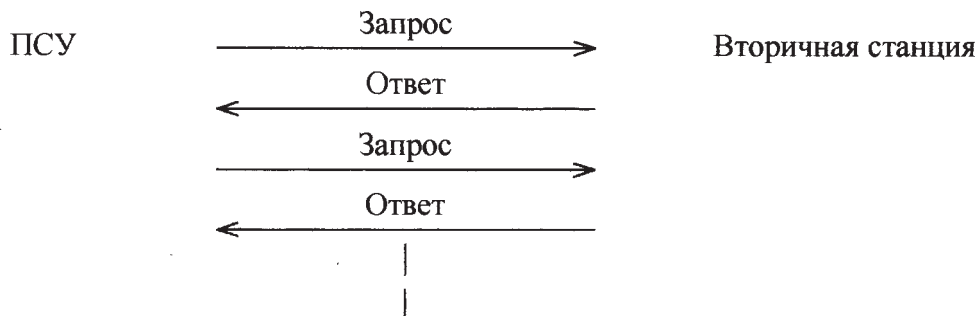 Запрос
ПСУ Вторичная станция
Ответ
Запрос
Ответ